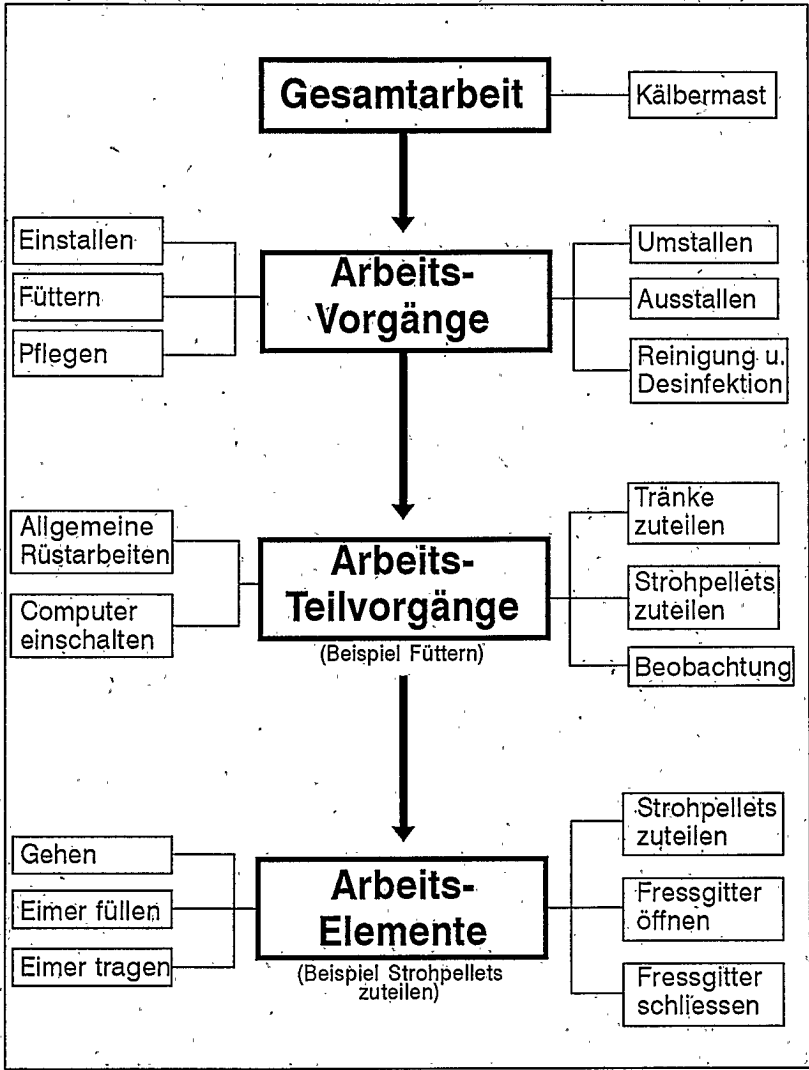 Gesamtarbeit
Kälbermast
Einstallen
Füttern
Pflegen
Arbeits-
Vorgänge
Umstallen
Ausstallen
Reinigung u.
Desinfektion
Allgemeine
Rüstarbeiten
Computer
einschalten
Arbeits-
Teilvorgänge
(Beispiel Füttern)
Tränke
zuteilen
Strohpellets
zuteilen
Beobachtung
Gehen
Eimer füllen
Eimer tragen
Arbeits-
Elemente
(Beispiel Strohpellets
zuteilen)
Strohpellets
zuteilen
Fressgitter
öffnen
Fressgitter
schliessen